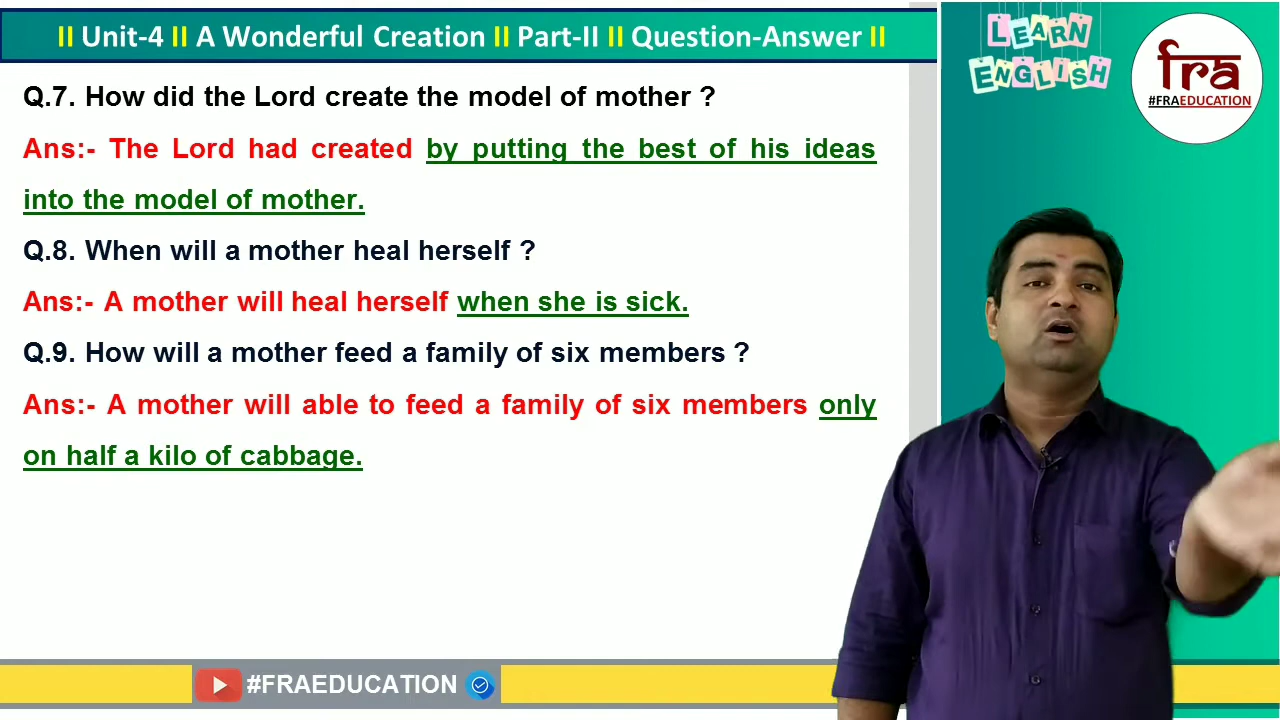 II Unit-4 II A Wonderful Creation II Part-II II Question-Answer II
LEARN
ENGLISH
fra
#FRAEDUCATION
Q.7. How did the Lord create the model of mother ?
Ans:- The Lord had created by putting the best of his ideas
into the model of mother.
Q.8. When will a mother heal herself ?
Ans:- A mother will heal herself when she is sick.
Q.9. How will a mother feed a family of six members ?
Ans:- A mother will able to feed a family of six members only
on half a kilo of cabbage.
#FRAEDUCATION